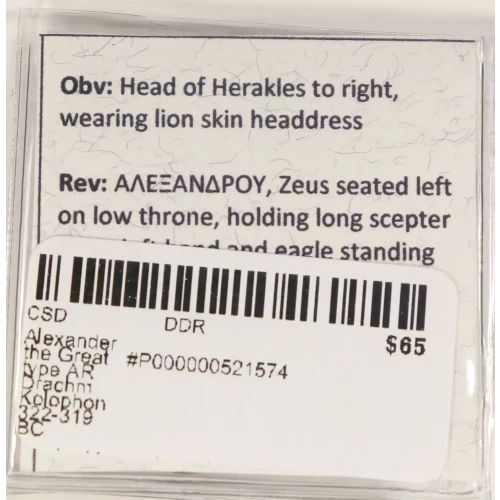 Obv: Head of Herakles to right,
wearing lion skin headdress
Rev: ΑΛΕΞΑΝΔΡΟΥ, Zeus seated left
on low throne, holding long scepter
and eagle standing
CSD
DDR
$65
Alexander
the Great
#P000000521574
type AR
Drachm
Kolophon
322-319
BC